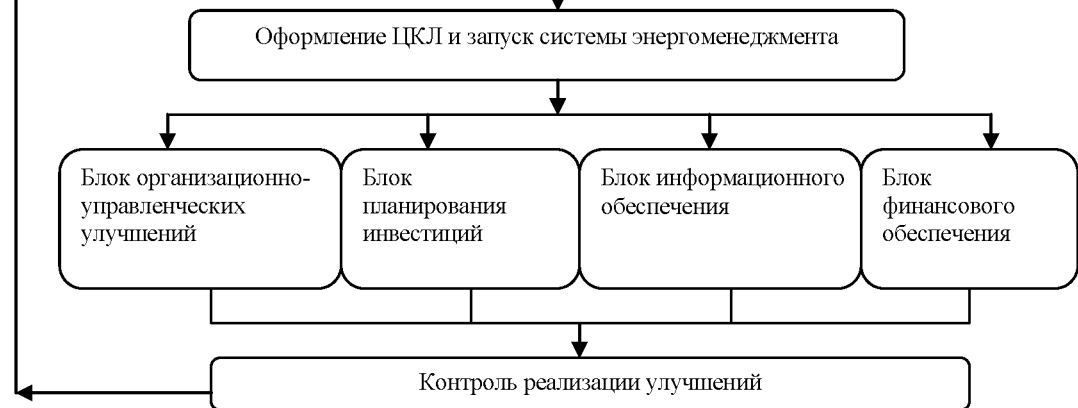 Оформление ЦКЛ и запуск системы энергоменеджмента
Блок организационно-
управленческих
улучшений
Блок
планирования
инвестиций
Блок информационного
обеспечения
Блок
финансового
обеспечения
Контроль реализации улучшений